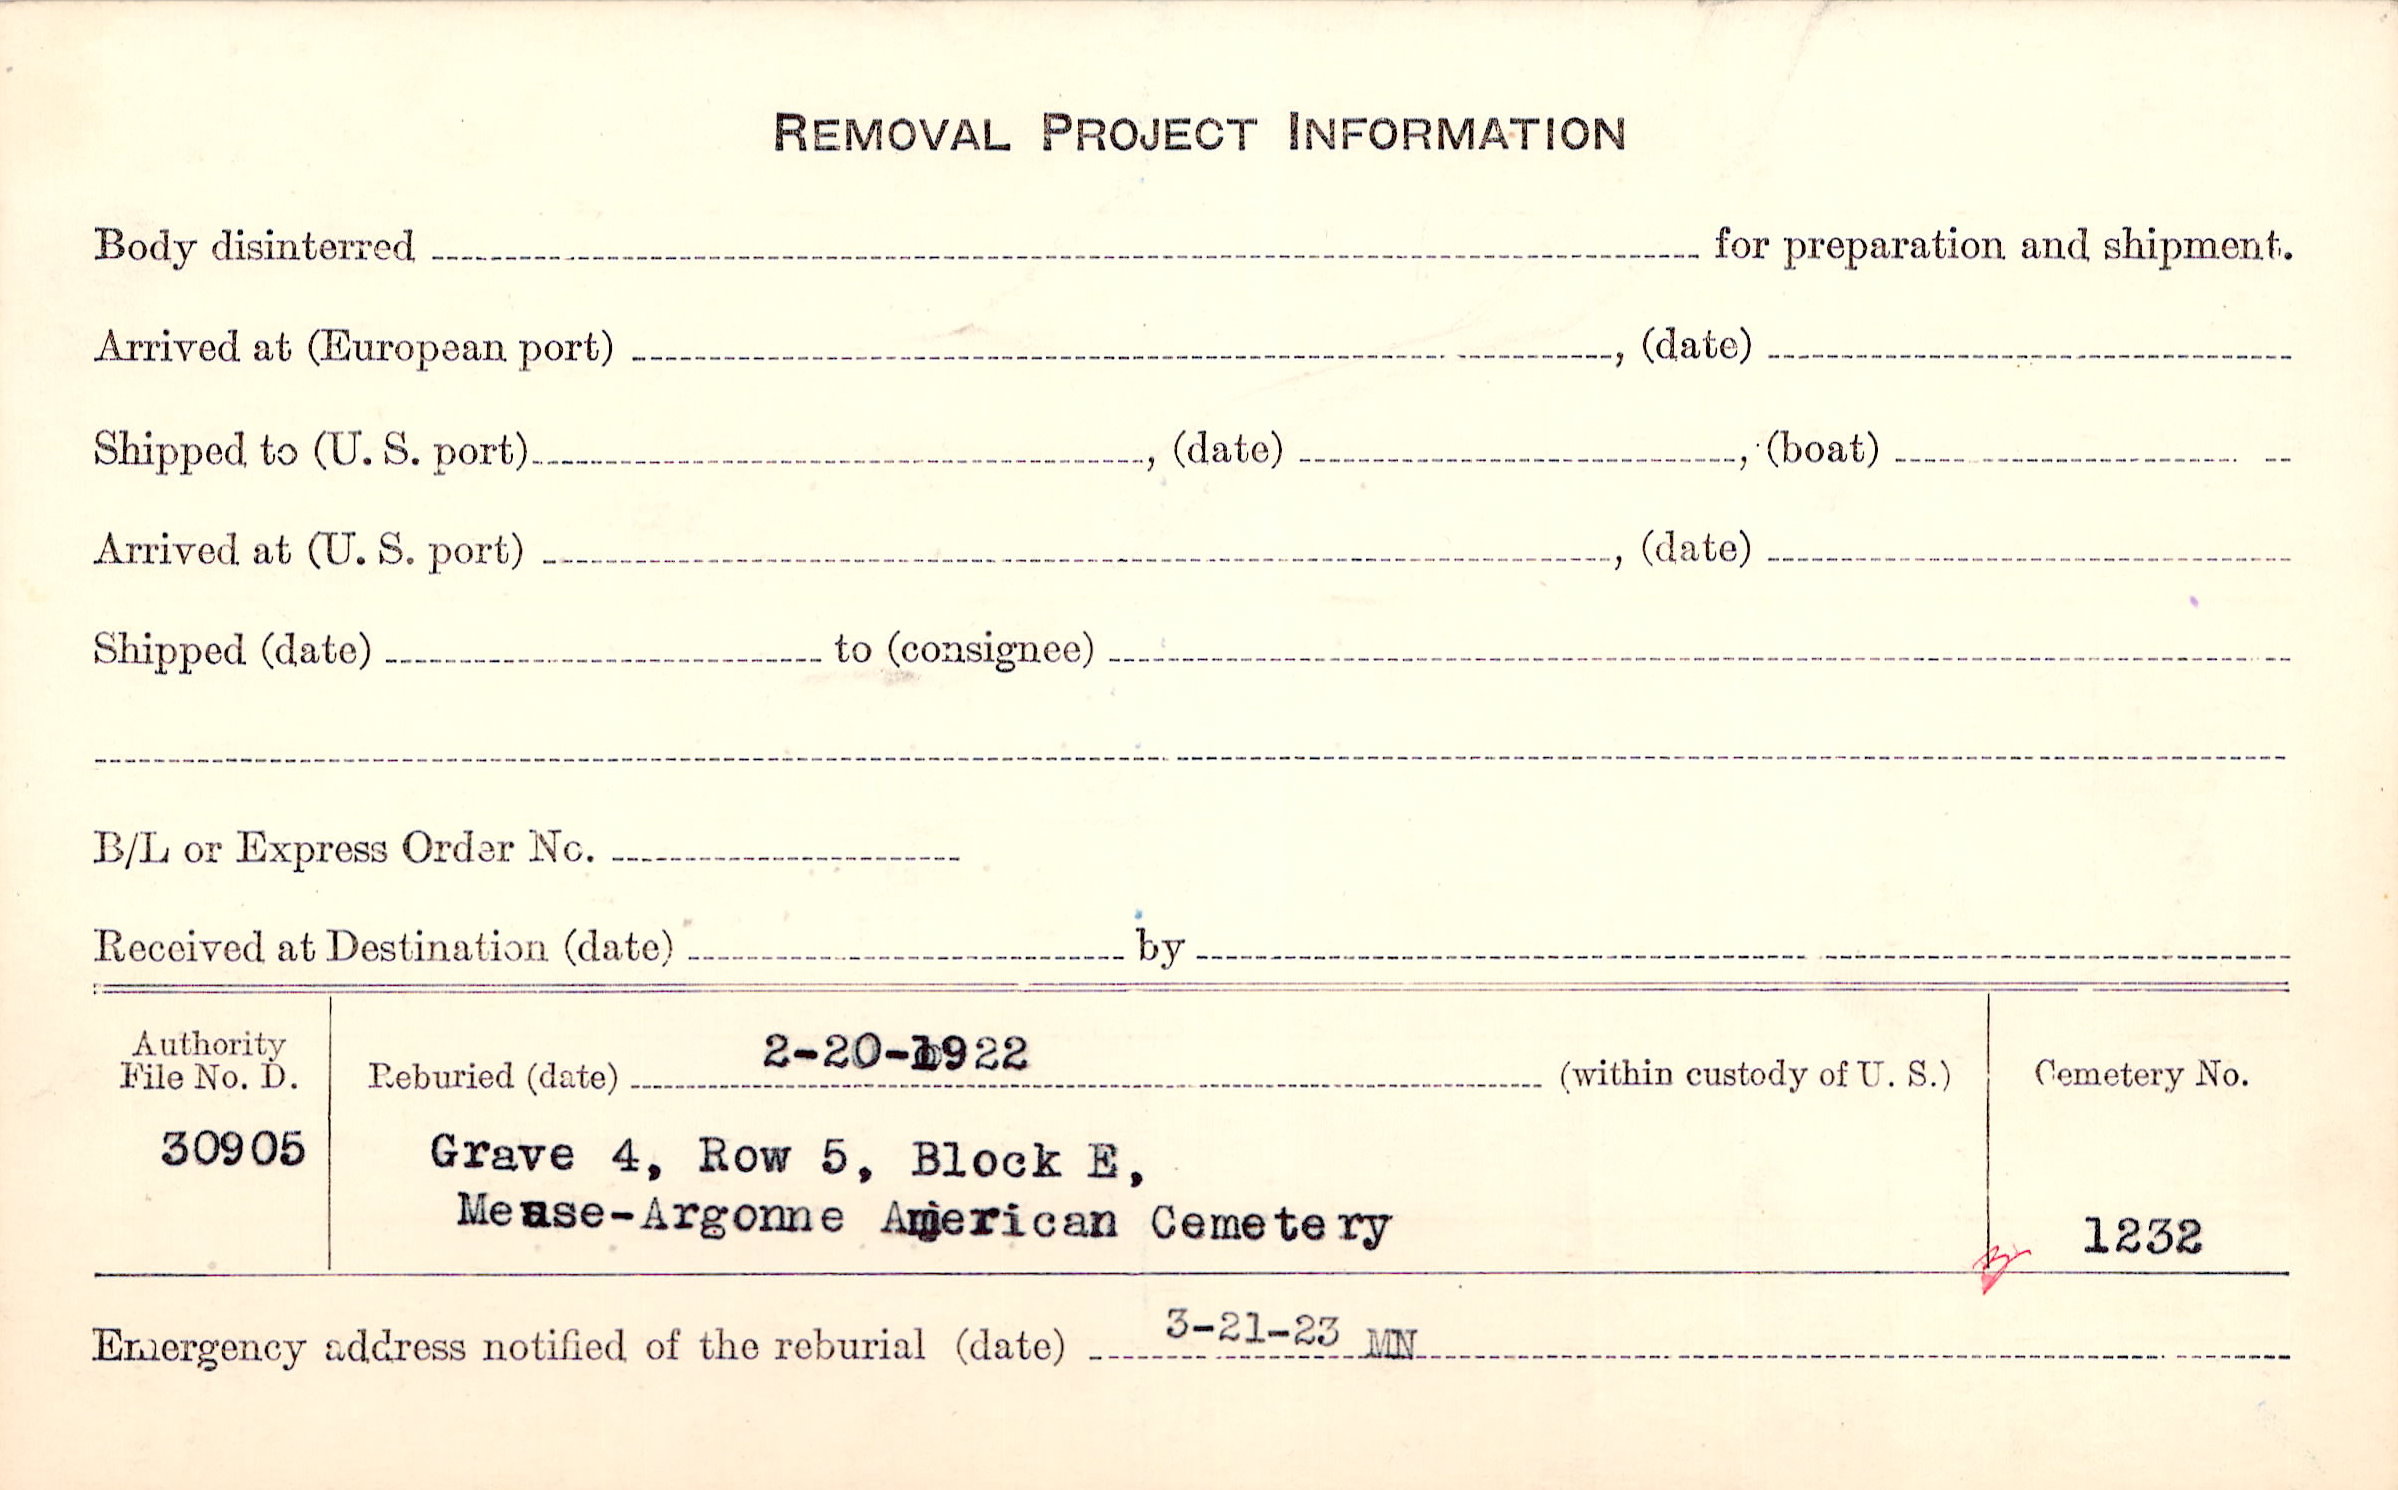 REMOVAL PROJECT INFORMATION
Body disinterred for preparation and shipment.
Arrived at (European port) , (date)
Shipped to (U. S. port) , (date) , (boat)
Arrived at (U. S. port) , (date)
Shipped (date) to (consignee)
B/L or Express Order No.
Received at Destination (date) by
Authority
File No. D.
30905
Reburied (date) 2-20-1922 (within custody of U. S.)
Grave 4, Row 5, Block E,
Meuse-Argonne American Cemetery
Cemetery No.
1232
Emergency address notified of the reburial (date) 3-21-23 MN